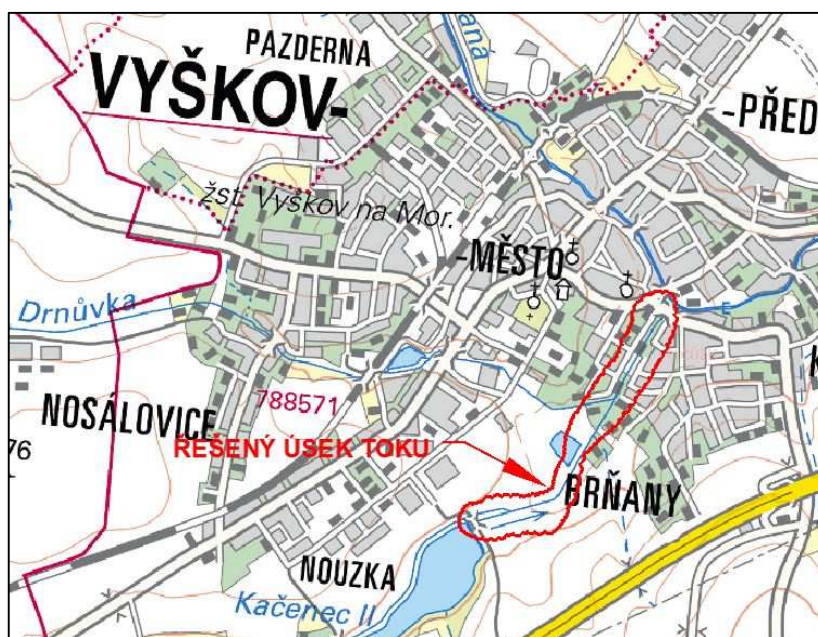 PAZDERNA
VYŠKOV-
-PŘED
žst. Vyškov na Mor.
-MĚSTO
Drnůvka
E
788571
NOSÁLOVICE
76
K
ŘEŠENÝ ÚSEK TOKU
BRŇANY
NOUZKA
Kačenec II